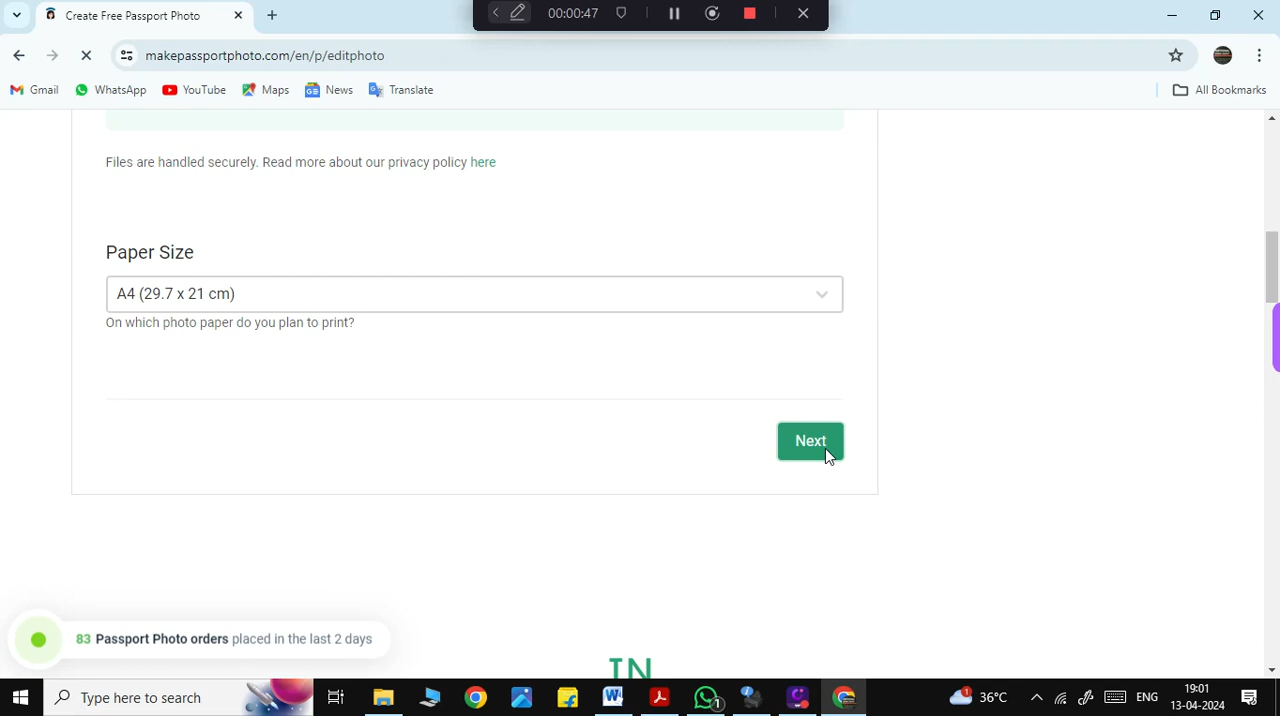 Create Free Passport Photo
00:00:47
makepassportphoto.com/en/p/editphoto
Gmail
WhatsApp
YouTube
Maps
News
Translate
All Bookmarks
Files are handled securely. Read more about our privacy policy here
Paper Size
A4 (29.7 x 21 cm)
On which photo paper do you plan to print?
Next
83 Passport Photo orders placed in the last 2 days
IN
Type here to search
1
1
36°C
ENG
19:01
13-04-2024